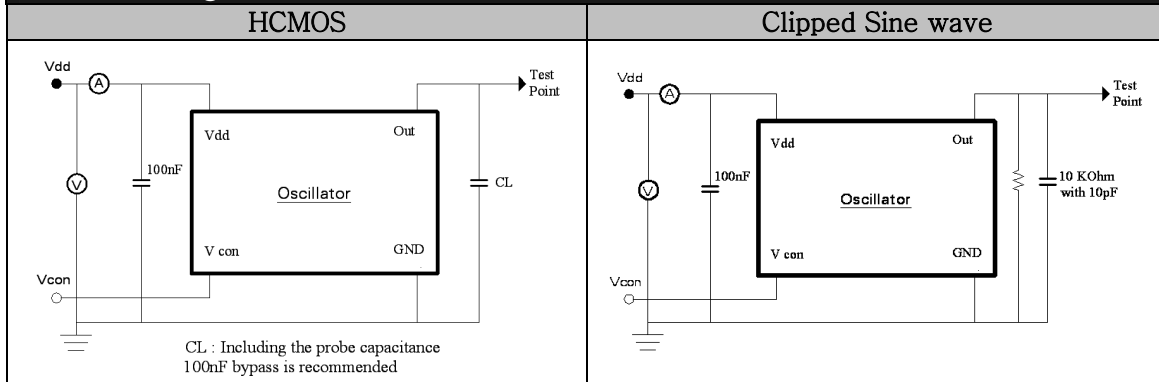 HCMOS
Vdd
A
Test
Point
Vdd
Out
100nF
V
Oscillator
CL
V con
GND
Vcon
CL : Including the probe capacitance
100nF bypass is recommended
Clipped Sine wave
Vdd
A
Test
Point
Vdd
Out
100nF
V
Oscillator
10 KOhm
with 10pF
V con
GND
Vcon